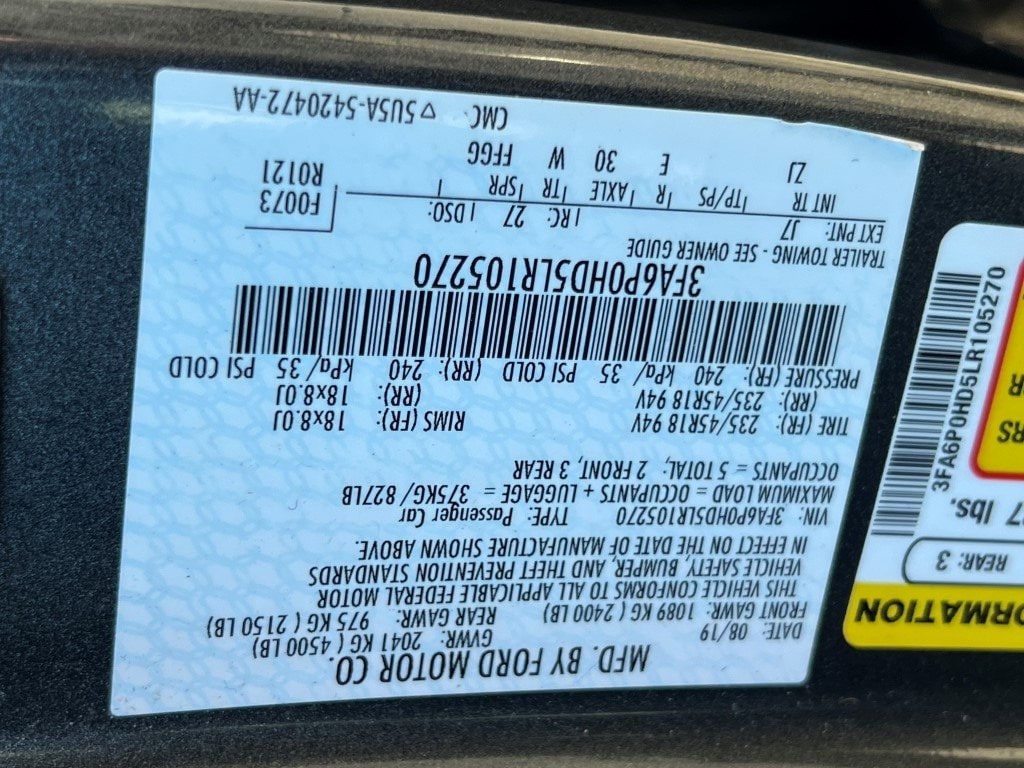 MFD. BY FORD MOTOR CO.
DATE: 08/19 GVWR: 2041 KG ( 4500 LB)
FRONT GAWR: 1089 KG ( 2400 LB) REAR GAWR: 975 KG ( 2150 LB)
THIS VEHICLE CONFORMS TO ALL APPLICABLE FEDERAL MOTOR
VEHICLE SAFETY, BUMPER, AND THEFT PREVENTION STANDARDS
IN EFFECT ON THE DATE OF MANUFACTURE SHOWN ABOVE.
VIN: 3FA6P0HD5LR105270 TYPE: Passenger Car
MAXIMUM LOAD = OCCUPANTS + LUGGAGE = 375KG/ 827LB
OCCUPANTS = 5 TOTAL: 2 FRONT, 3 REAR
TIRE (FR): 235/45R18 94V RIMS (FR): 18x8.0J
(RR): 235/45R18 94V (RR): 18x8.0J
PRESSURE (FR): 240 kPa/ 35 PSI COLD (RR): 240 kPa/ 35 PSI COLD
3FA6P0HD5LR105270
TRAILER TOWING - SEE OWNER GUIDE
EXT PNT: J7 RC: 27 DSO: F0073
INT TR TP/PS R AXLE TR SPR R0121
ZJ E 30 W FFGG
CMC ▽ 5U5A-5420472-AA
ORMATION
REAR: 3
7 lbs.
RS
R
3FA6P0HD5LR105270